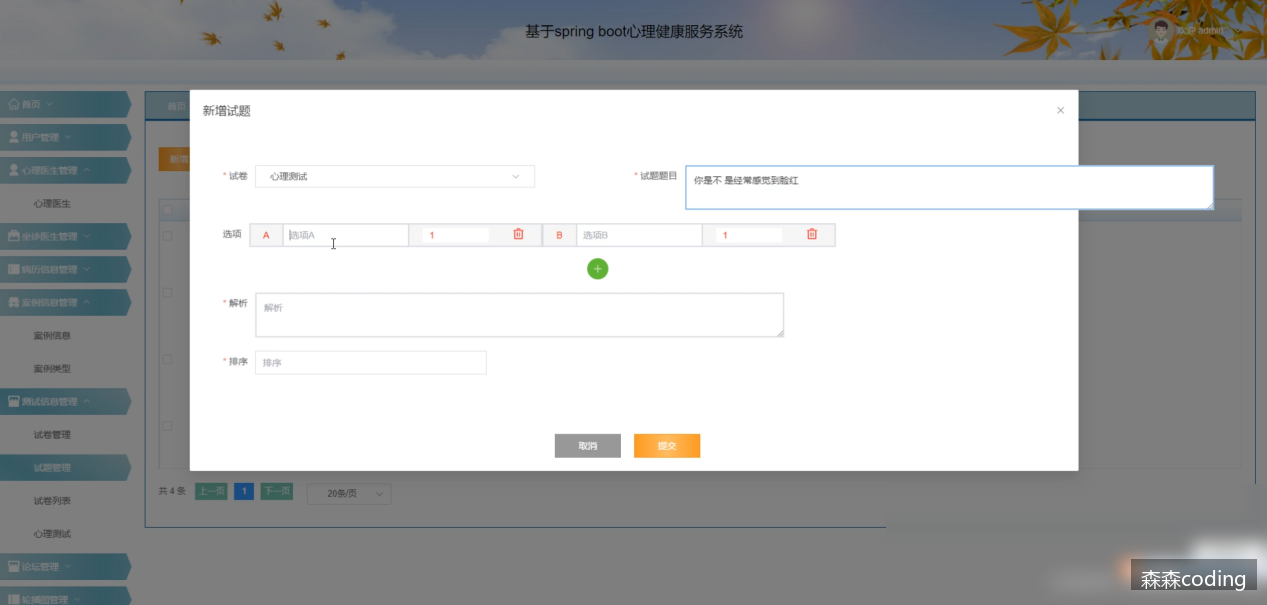 基于spring boot心理健康服务系统
欢迎 admin
首页
用户管理
心理医生管理
心理医生
坐诊医生管理
病历信息管理
案例信息管理
案例信息
案例类型
测试信息管理
试卷管理
试题管理
试卷列表
心理测试
论坛管理
轮播图管理
首页
新增
新增试题
* 试卷 心理测试
* 试题题目 你是不 是经常感觉到脸红
选项 A 选项A 1 B 选项B 1
* 解析 解析
* 排序 排序
取消 提交
共 4 条 上一页 1 下一页 20条/页
森森coding